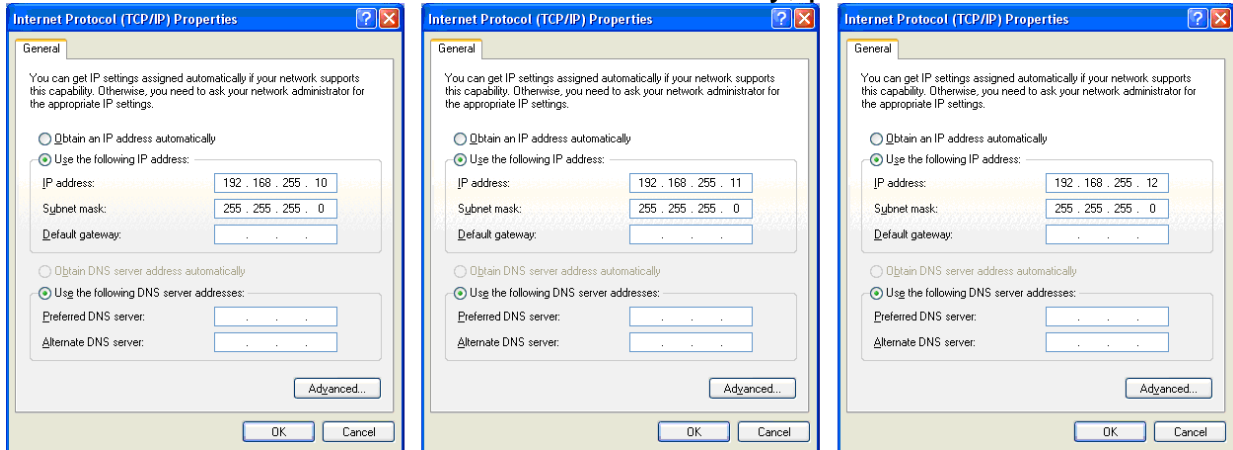 Internet Protocol (TCP/IP) Properties
General
You can get IP settings assigned automatically if your network supports
this capability. Otherwise, you need to ask your network administrator for
the appropriate IP settings.
Obtain an IP address automatically
Use the following IP address:
IP address: 192 . 168 . 255 . 10
Subnet mask: 255 . 255 . 255 . 0
Default gateway: . . .
Obtain DNS server address automatically
Use the following DNS server addresses:
Preferred DNS server: . . .
Alternate DNS server: . . .
Advanced...
OK Cancel
Internet Protocol (TCP/IP) Properties
General
You can get IP settings assigned automatically if your network supports
this capability. Otherwise, you need to ask your network administrator for
the appropriate IP settings.
Obtain an IP address automatically
Use the following IP address:
IP address: 192 . 168 . 255 . 11
Subnet mask: 255 . 255 . 255 . 0
Default gateway: . . .
Obtain DNS server address automatically
Use the following DNS server addresses:
Preferred DNS server: . . .
Alternate DNS server: . . .
Advanced...
OK Cancel
Internet Protocol (TCP/IP) Properties
General
You can get IP settings assigned automatically if your network supports
this capability. Otherwise, you need to ask your network administrator for
the appropriate IP settings.
Obtain an IP address automatically
Use the following IP address:
IP address: 192 . 168 . 255 . 12
Subnet mask: 255 . 255 . 255 . 0
Default gateway: . . .
Obtain DNS server address automatically
Use the following DNS server addresses:
Preferred DNS server: . . .
Alternate DNS server: . . .
Advanced...
OK Cancel